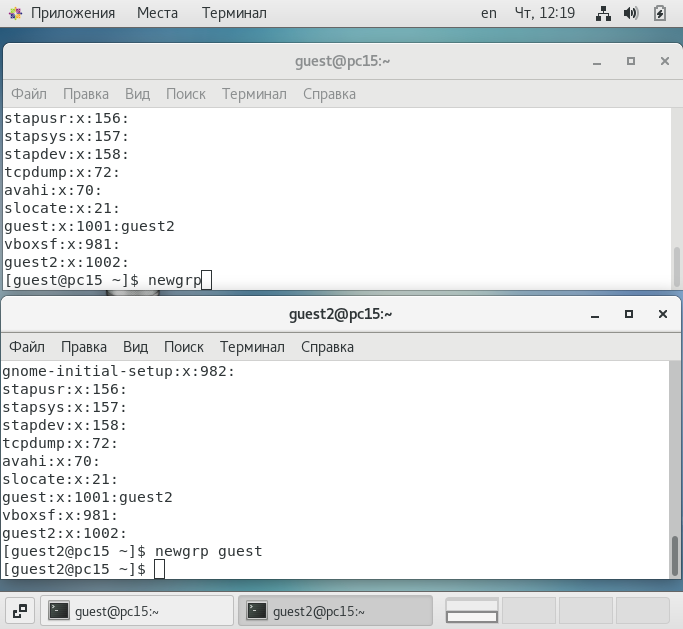 Приложения Места Терминал en Чт, 12:19
guest@pc15:~
Файл Правка Вид Поиск Терминал Справка
stapusr:x:156:
stapsys:x:157:
stapdev:x:158:
tcpdump:x:72:
avahi:x:70:
slocate:x:21:
guest:x:1001:guest2
vboxsf:x:981:
guest2:x:1002:
[guest@pc15 ~]$ newgrp
guest2@pc15:~
Файл Правка Вид Поиск Терминал Справка
gnome-initial-setup:x:982:
stapusr:x:156:
stapsys:x:157:
stapdev:x:158:
tcpdump:x:72:
avahi:x:70:
slocate:x:21:
guest:x:1001:guest2
vboxsf:x:981:
guest2:x:1002:
[guest2@pc15 ~]$ newgrp guest
[guest2@pc15 ~]$
guest@pc15:~ guest2@pc15:~